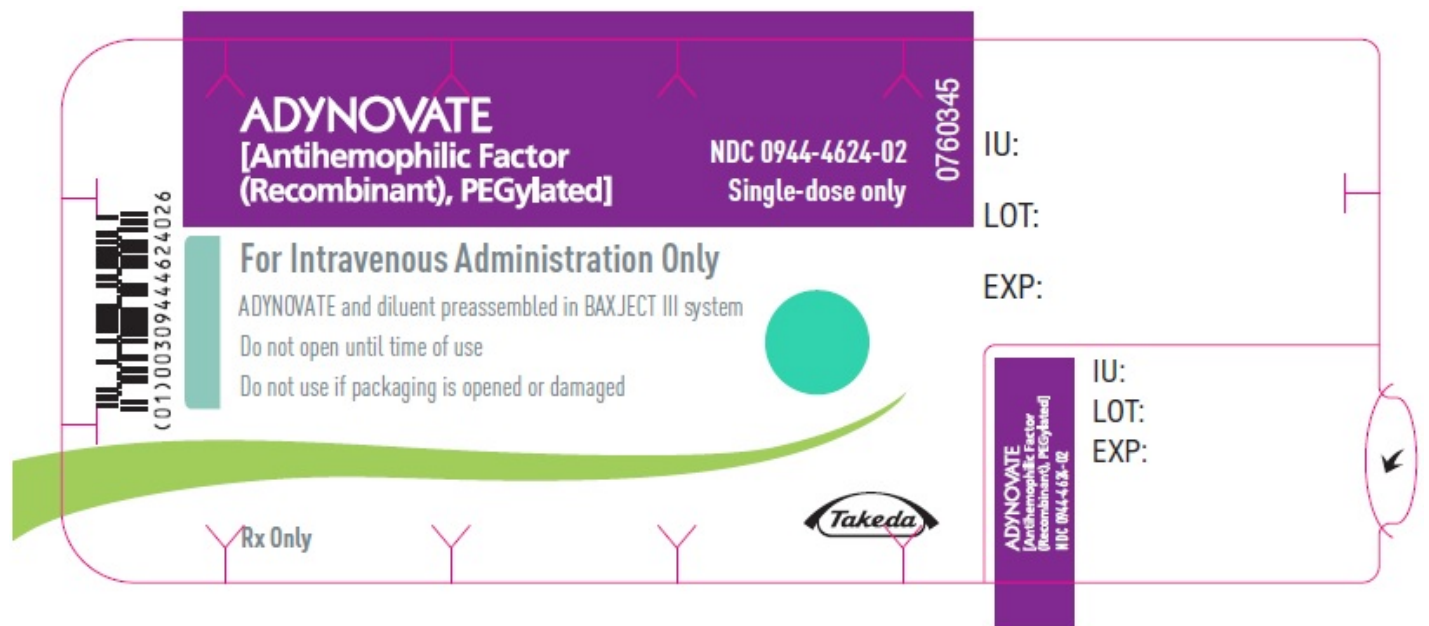 ADYNOVATE
[Antihemophilic Factor
(Recombinant), PEGylated]
NDC 0944-4624-02
Single-dose only
0760345
(01)00309444624026
For Intravenous Administration Only
ADYNOVATE and diluent preassembled in BAXJECT III system
Do not open until time of use
Do not use if packaging is opened or damaged
Rx Only
Takeda
IU:
LOT:
EXP:
ADYNOVATE
[Antihemophilic Factor
(Recombinant), PEGylated]
NDC 0944-4624-02
IU:
LOT:
EXP: